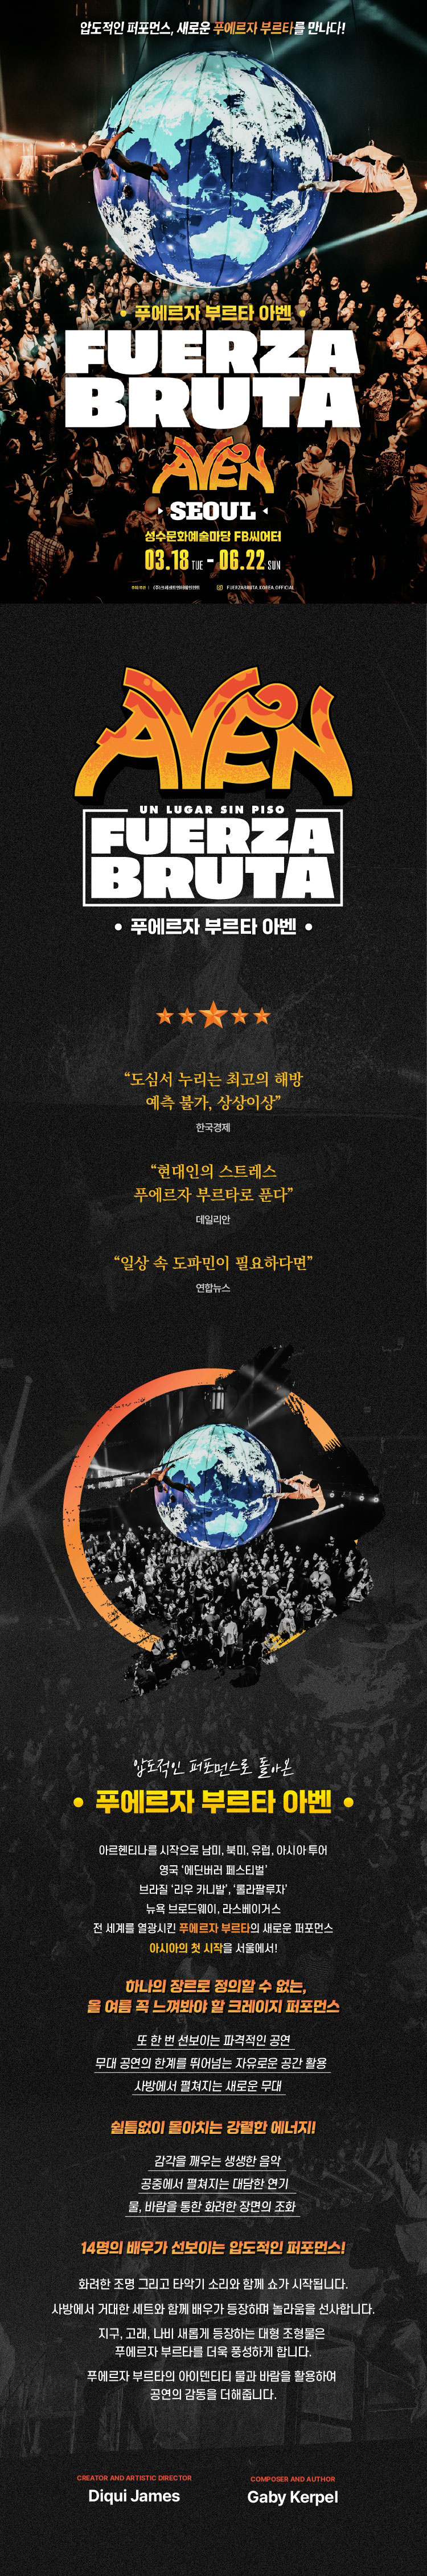 압도적인 퍼포먼스, 새로운 푸에르자 부르타를 만나다!
• 푸에르자 부르타 아벤 •
FUERZA
BRUTA
AVEN
SEOUL
성수문화예술마당 FB씨어터
03.18 TUE - 06.22 SUN
주최·주관 | (주)크레센트엔터테인먼트 FUERZABRUTA.KOREA.OFFICIAL
AVEN
UN LUGAR SIN PISO
FUERZA
BRUTA
• 푸에르자 부르타 아벤 •
“도심서 누리는 최고의 해방
예측 불가, 상상이상”
한국경제
“현대인의 스트레스
푸에르자 부르타로 푼다”
데일리안
“일상 속 도파민이 필요하다면”
연합뉴스
압도적인 퍼포먼스로 돌아온
• 푸에르자 부르타 아벤 •
아르헨티나를 시작으로 남미, 북미, 유럽, 아시아 투어
영국 ‘에딘버러 페스티벌’
브라질 ‘리우 카니발’, ‘롤라팔루자’
뉴욕 브로드웨이, 라스베이거스
전 세계를 열광시킨 푸에르자 부르타의 새로운 퍼포먼스
아시아의 첫 시작을 서울에서!
하나의 장르로 정의할 수 없는,
올 여름 꼭 느껴봐야 할 크레이지 퍼포먼스
또 한 번 선보이는 파격적인 공연
무대 공연의 한계를 뛰어넘는 자유로운 공간 활용
사방에서 펼쳐지는 새로운 무대
쉴틈없이 몰아치는 강렬한 에너지!
감각을 깨우는 생생한 음악
공중에서 펼쳐지는 대담한 연기
물, 바람을 통한 화려한 장면의 조화
14명의 배우가 선보이는 압도적인 퍼포먼스!
화려한 조명 그리고 타악기 소리와 함께 쇼가 시작됩니다.
사방에서 거대한 세트와 함께 배우가 등장하며 놀라움을 선사합니다.
지구, 고래, 나비 새롭게 등장하는 대형 조형물은
푸에르자 부르타를 더욱 풍성하게 합니다.
푸에르자 부르타의 아이덴티티 물과 바람을 활용하여
공연의 감동을 더해줍니다.
CREATOR AND ARTISTIC DIRECTOR
Diqui James
COMPOSER AND AUTHOR
Gaby Kerpel